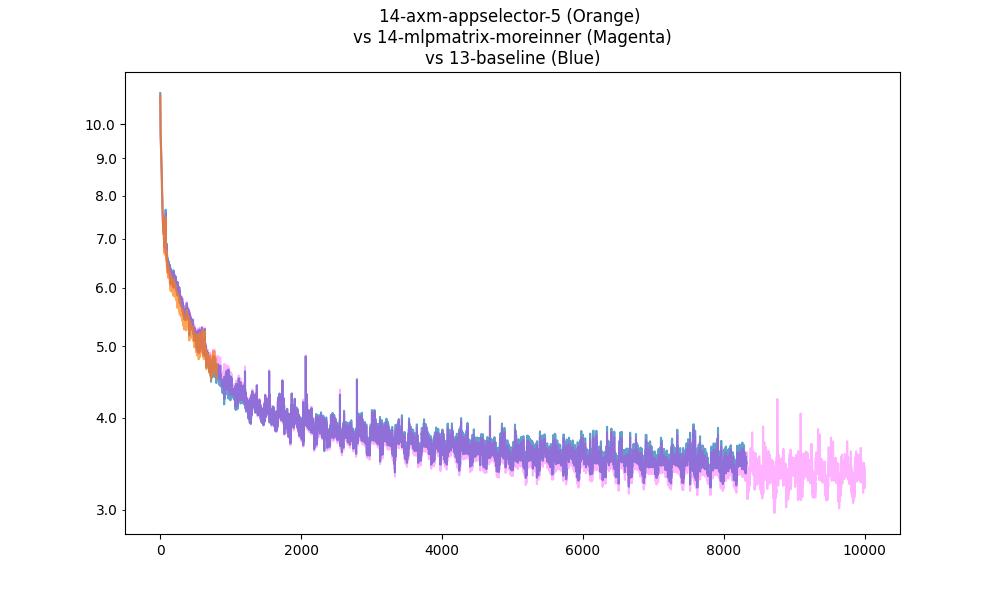 14-axm-appselector-5 (Orange)
vs 14-mlpmatrix-moreinner (Magenta)
vs 13-baseline (Blue)
10.0
9.0
8.0
7.0
6.0
5.0
4.0
3.0
0 2000 4000 6000 8000 10000